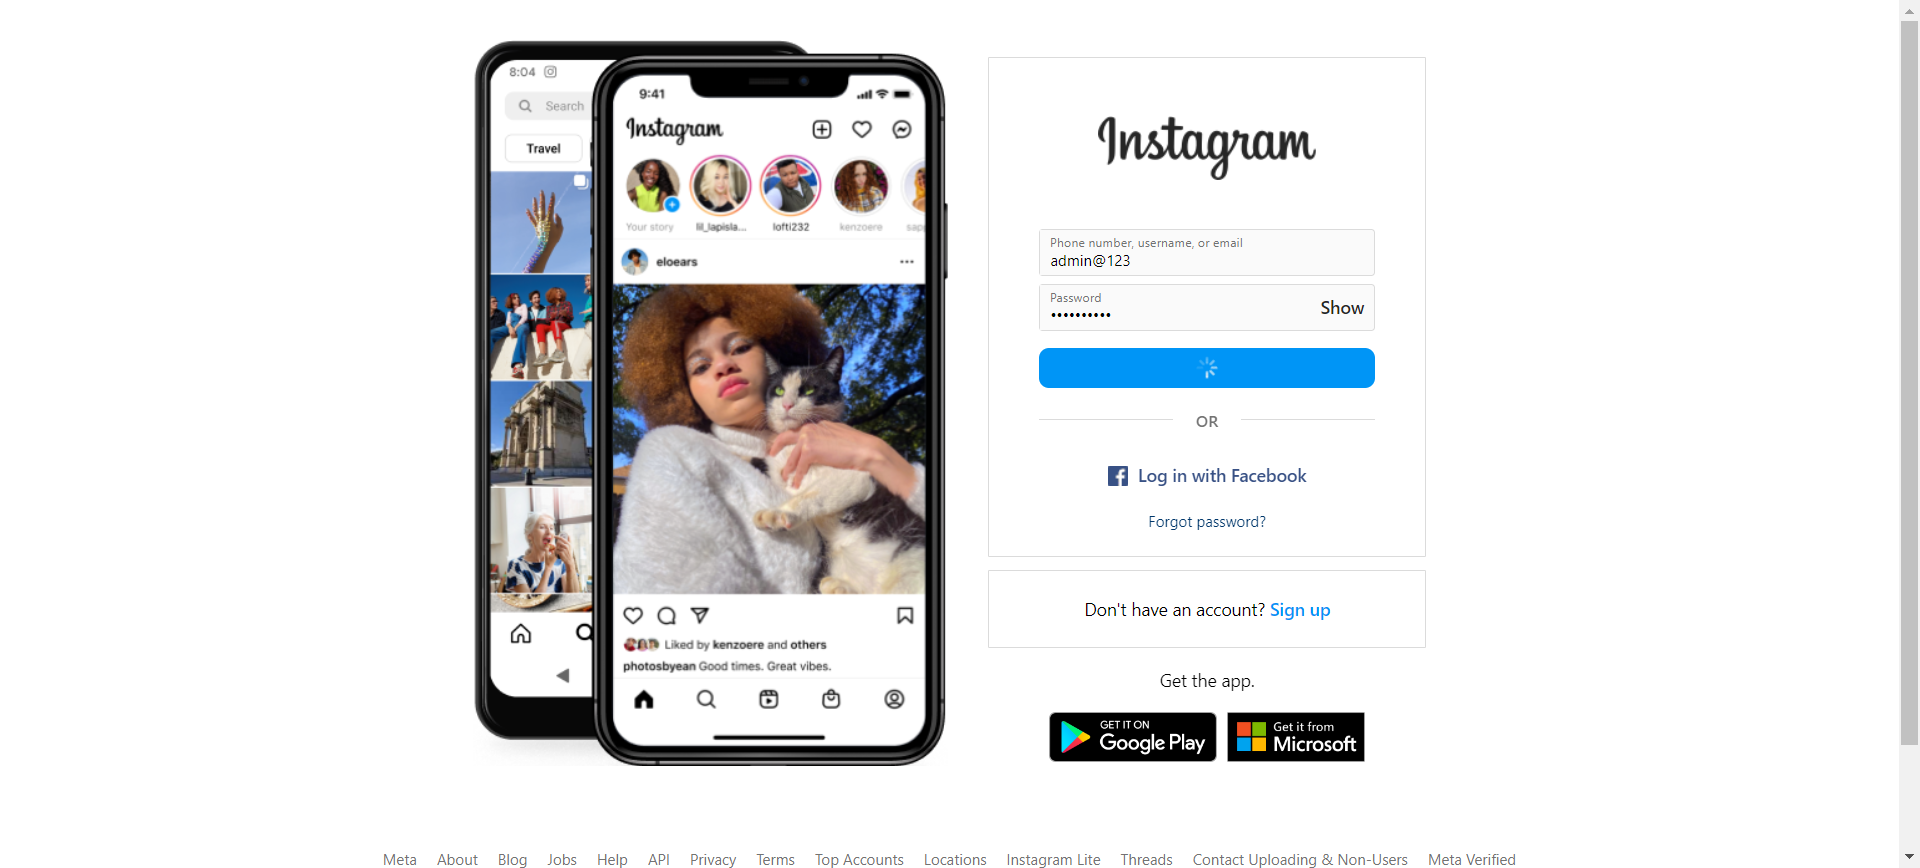 8:04
Search
Travel
9:41
Instagram
Your story
lil_lapisla...
lofti232
kenzoere
sap
eloears
Liked by kenzoere and others
photosbyean Good times. Great vibes.
Instagram
Phone number, username, or email
admin@123
Password
••••••••••
Show
OR
Log in with Facebook
Forgot password?
Don't have an account? Sign up
Get the app.
GET IT ON
Google Play
Get it from
Microsoft
Meta About Blog Jobs Help API Privacy Terms Top Accounts Locations Instagram Lite Threads Contact Uploading & Non-Users Meta Verified